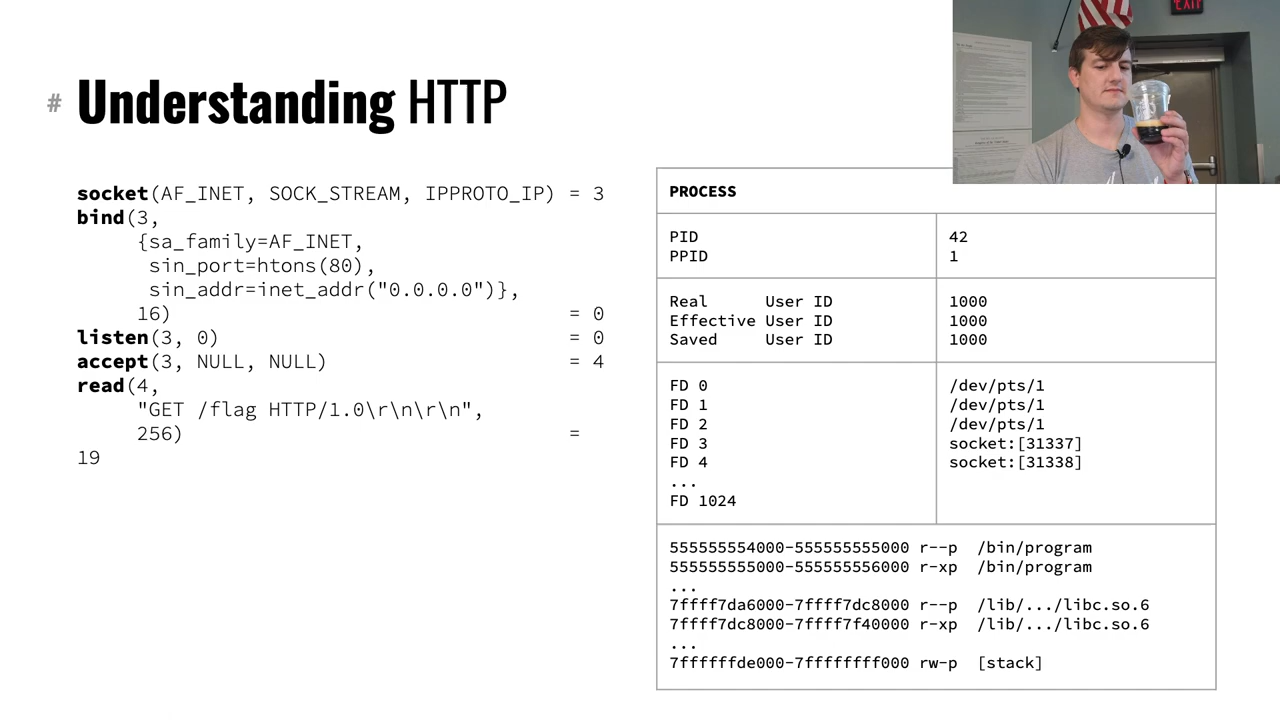 EXIT
# Understanding HTTP
socket(AF_INET, SOCK_STREAM, IPPROTO_IP) = 3
bind(3,
{sa_family=AF_INET,
sin_port=htons(80),
sin_addr=inet_addr("0.0.0.0")},
16) = 0
listen(3, 0) = 0
accept(3, NULL, NULL) = 4
read(4,
"GET /flag HTTP/1.0\r\n\r\n",
256) =
19
PROCESS
PID 42
PPID 1
Real User ID 1000
Effective User ID 1000
Saved User ID 1000
FD 0 /dev/pts/1
FD 1 /dev/pts/1
FD 2 /dev/pts/1
FD 3 socket:[31337]
FD 4 socket:[31338]
...
FD 1024
555555554000-555555555000 r--p /bin/program
555555555000-555555556000 r-xp /bin/program
...
7ffff7da6000-7ffff7dc8000 r--p /lib/.../libc.so.6
7ffff7dc8000-7ffff7f40000 r-xp /lib/.../libc.so.6
...
7ffffffde000-7ffffffff000 rw-p [stack]